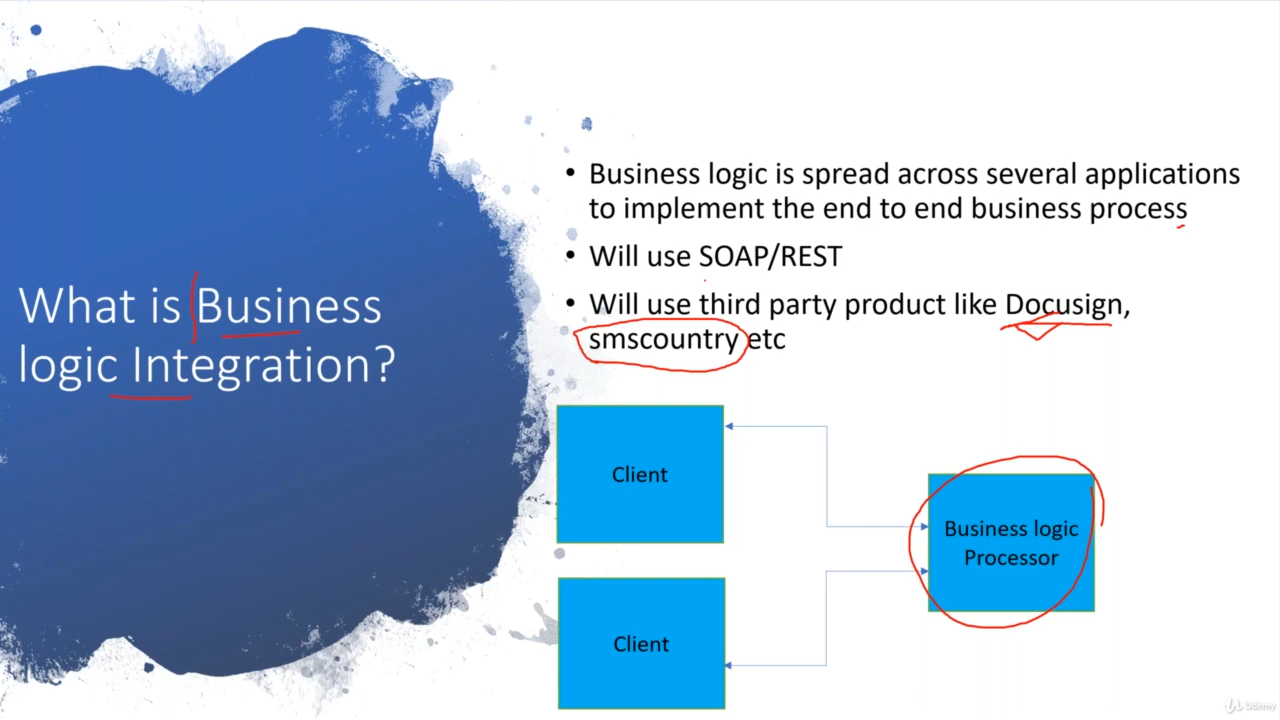 What is Business
logic Integration?
• Business logic is spread across several applications
to implement the end to end business process
• Will use SOAP/REST
• Will use third party product like Docusign,
smscountry etc
Client
Business logic
Processor
Client
Udemy